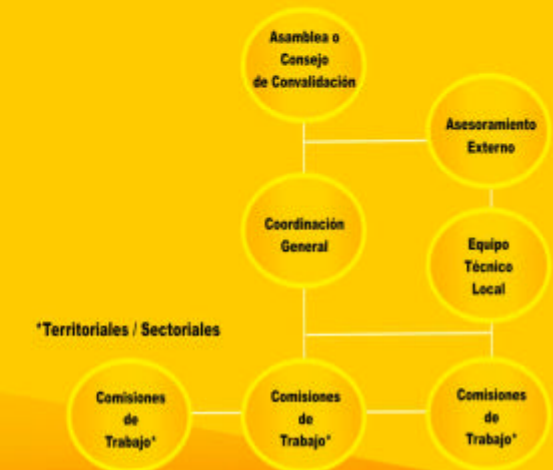 Asamblea o
Consejo
de Convalidación
Asesoramiento
Externo
Coordinación
General
Equipo
Técnico
Local
*Territoriales / Sectoriales
Comisiones
de
Trabajo*
Comisiones
de
Trabajo*
Comisiones
de
Trabajo*